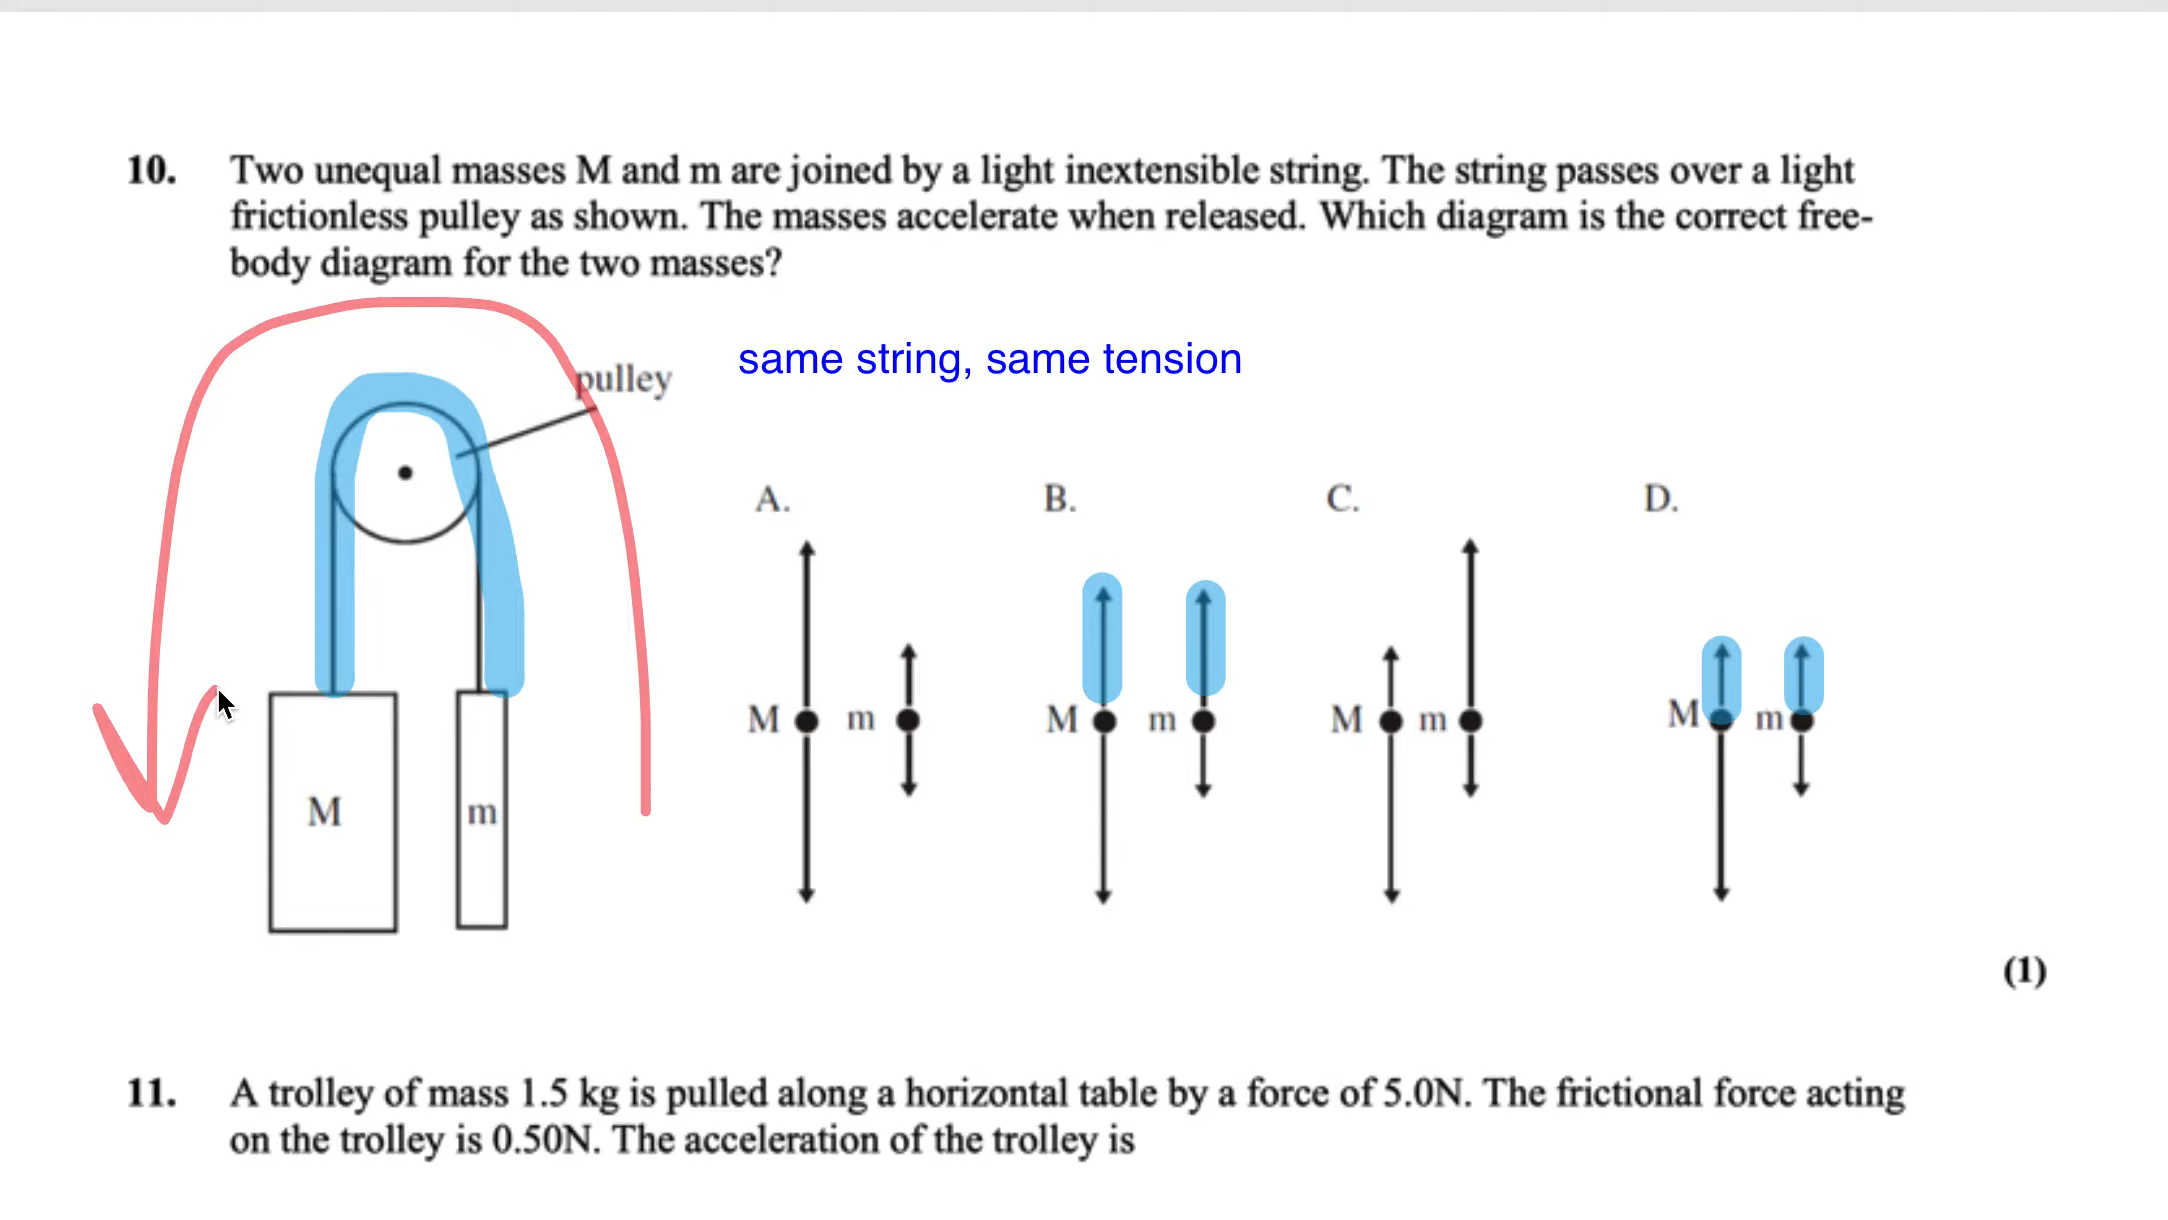 10. Two unequal masses M and m are joined by a light inextensible string. The string passes over a light
frictionless pulley as shown. The masses accelerate when released. Which diagram is the correct free-
body diagram for the two masses?
same string, same tension
pulley
A. B. C. D.
M m M m M m M m
M m
(1)
11. A trolley of mass 1.5 kg is pulled along a horizontal table by a force of 5.0N. The frictional force acting
on the trolley is 0.50N. The acceleration of the trolley is